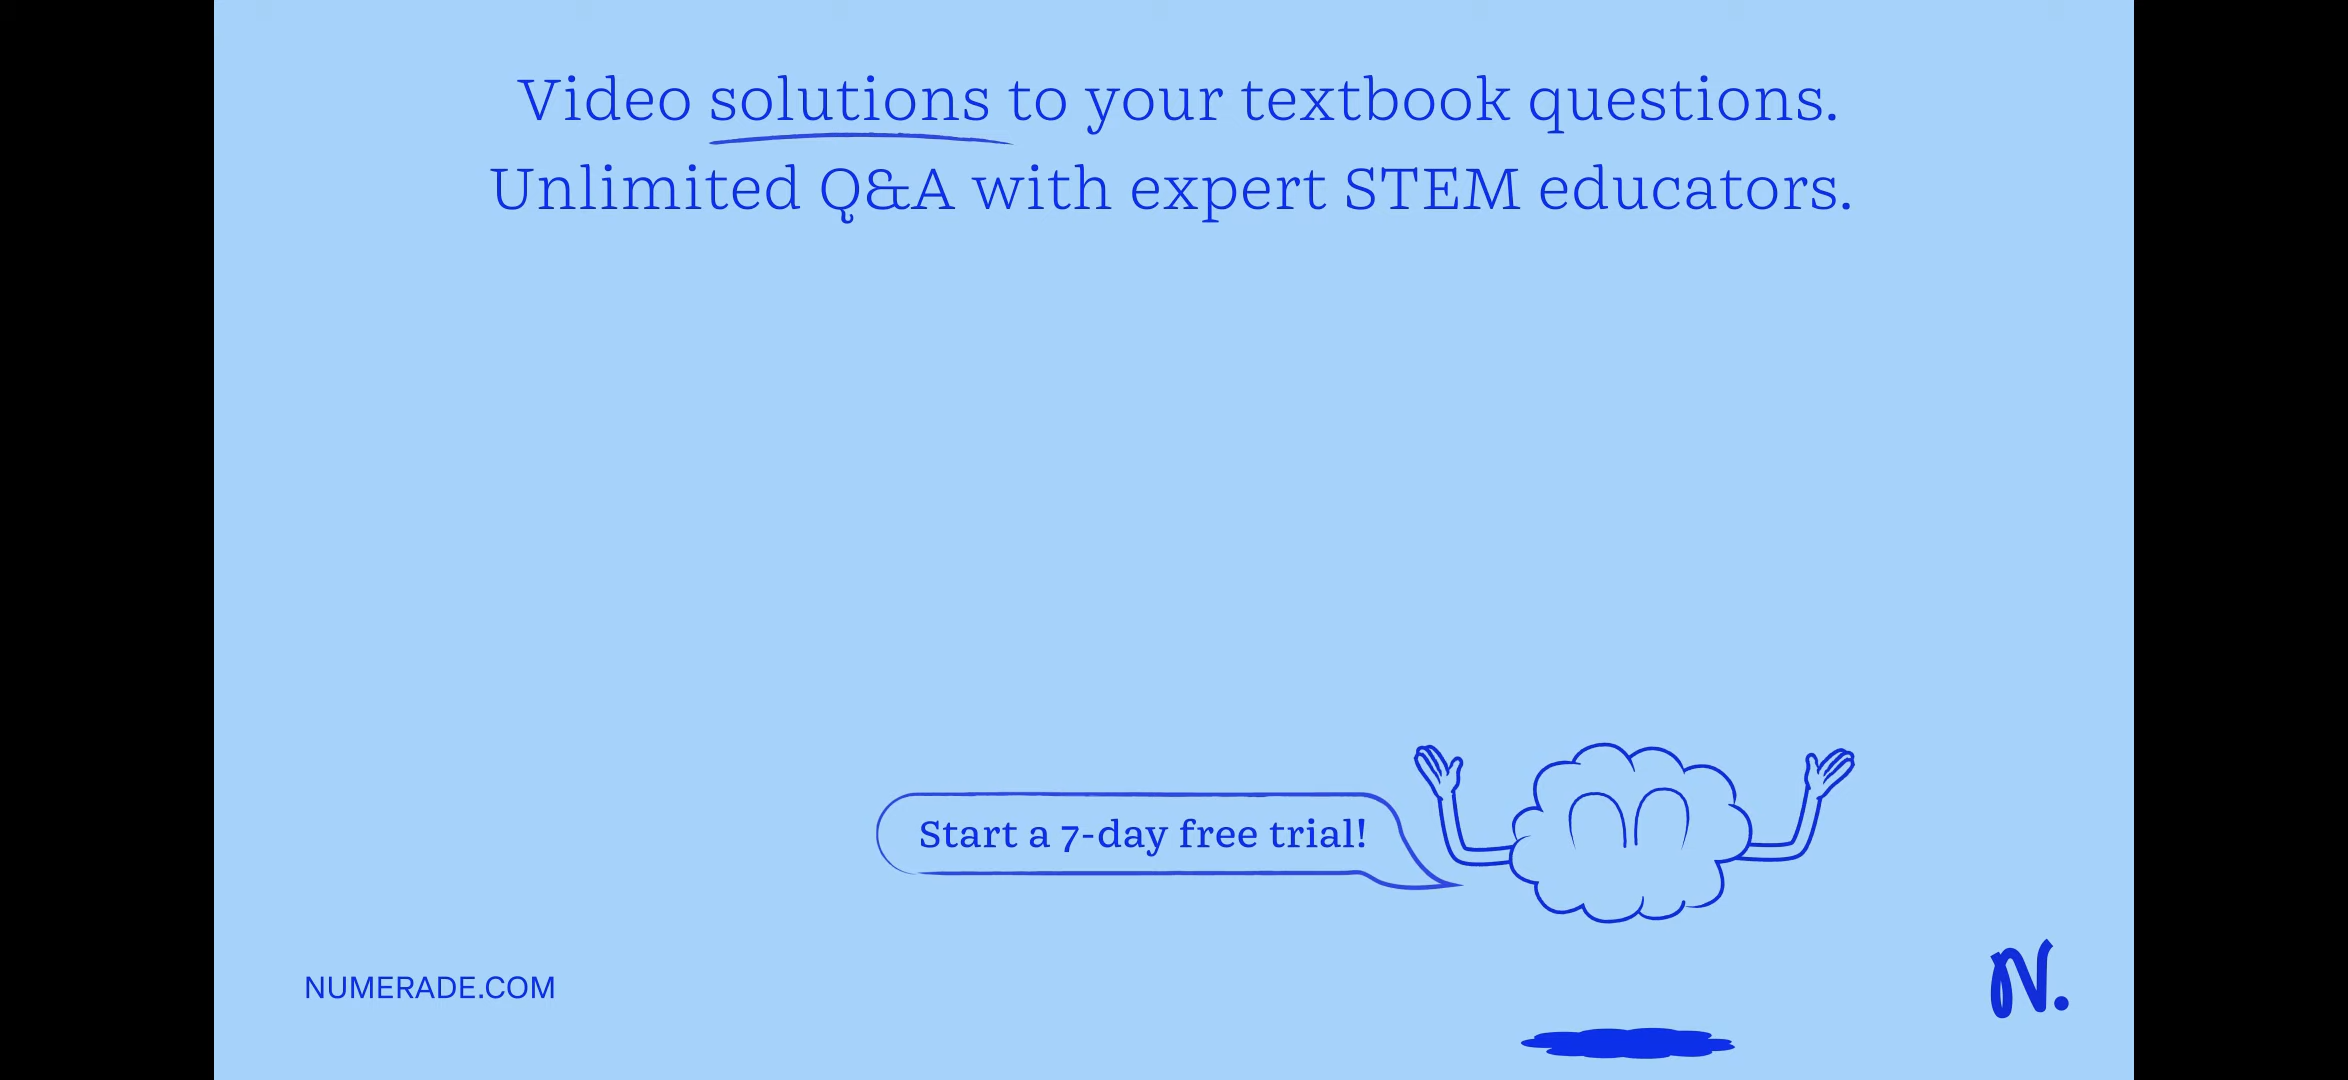 Video solutions to your textbook questions.
Unlimited Q&A with expert STEM educators.
Start a 7-day free trial!
NUMERADE.COM
N.